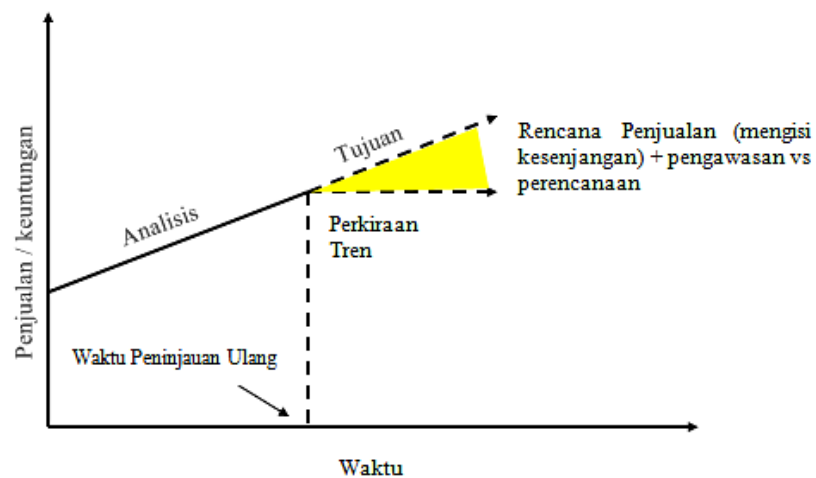 Penjualan / keuntungan
Analisis
Tujuan
Rencana Penjualan (mengisi
kesenjangan) + pengawasan vs
perencanaan
Perkiraan
Tren
Waktu Peninjauan Ulang
Waktu